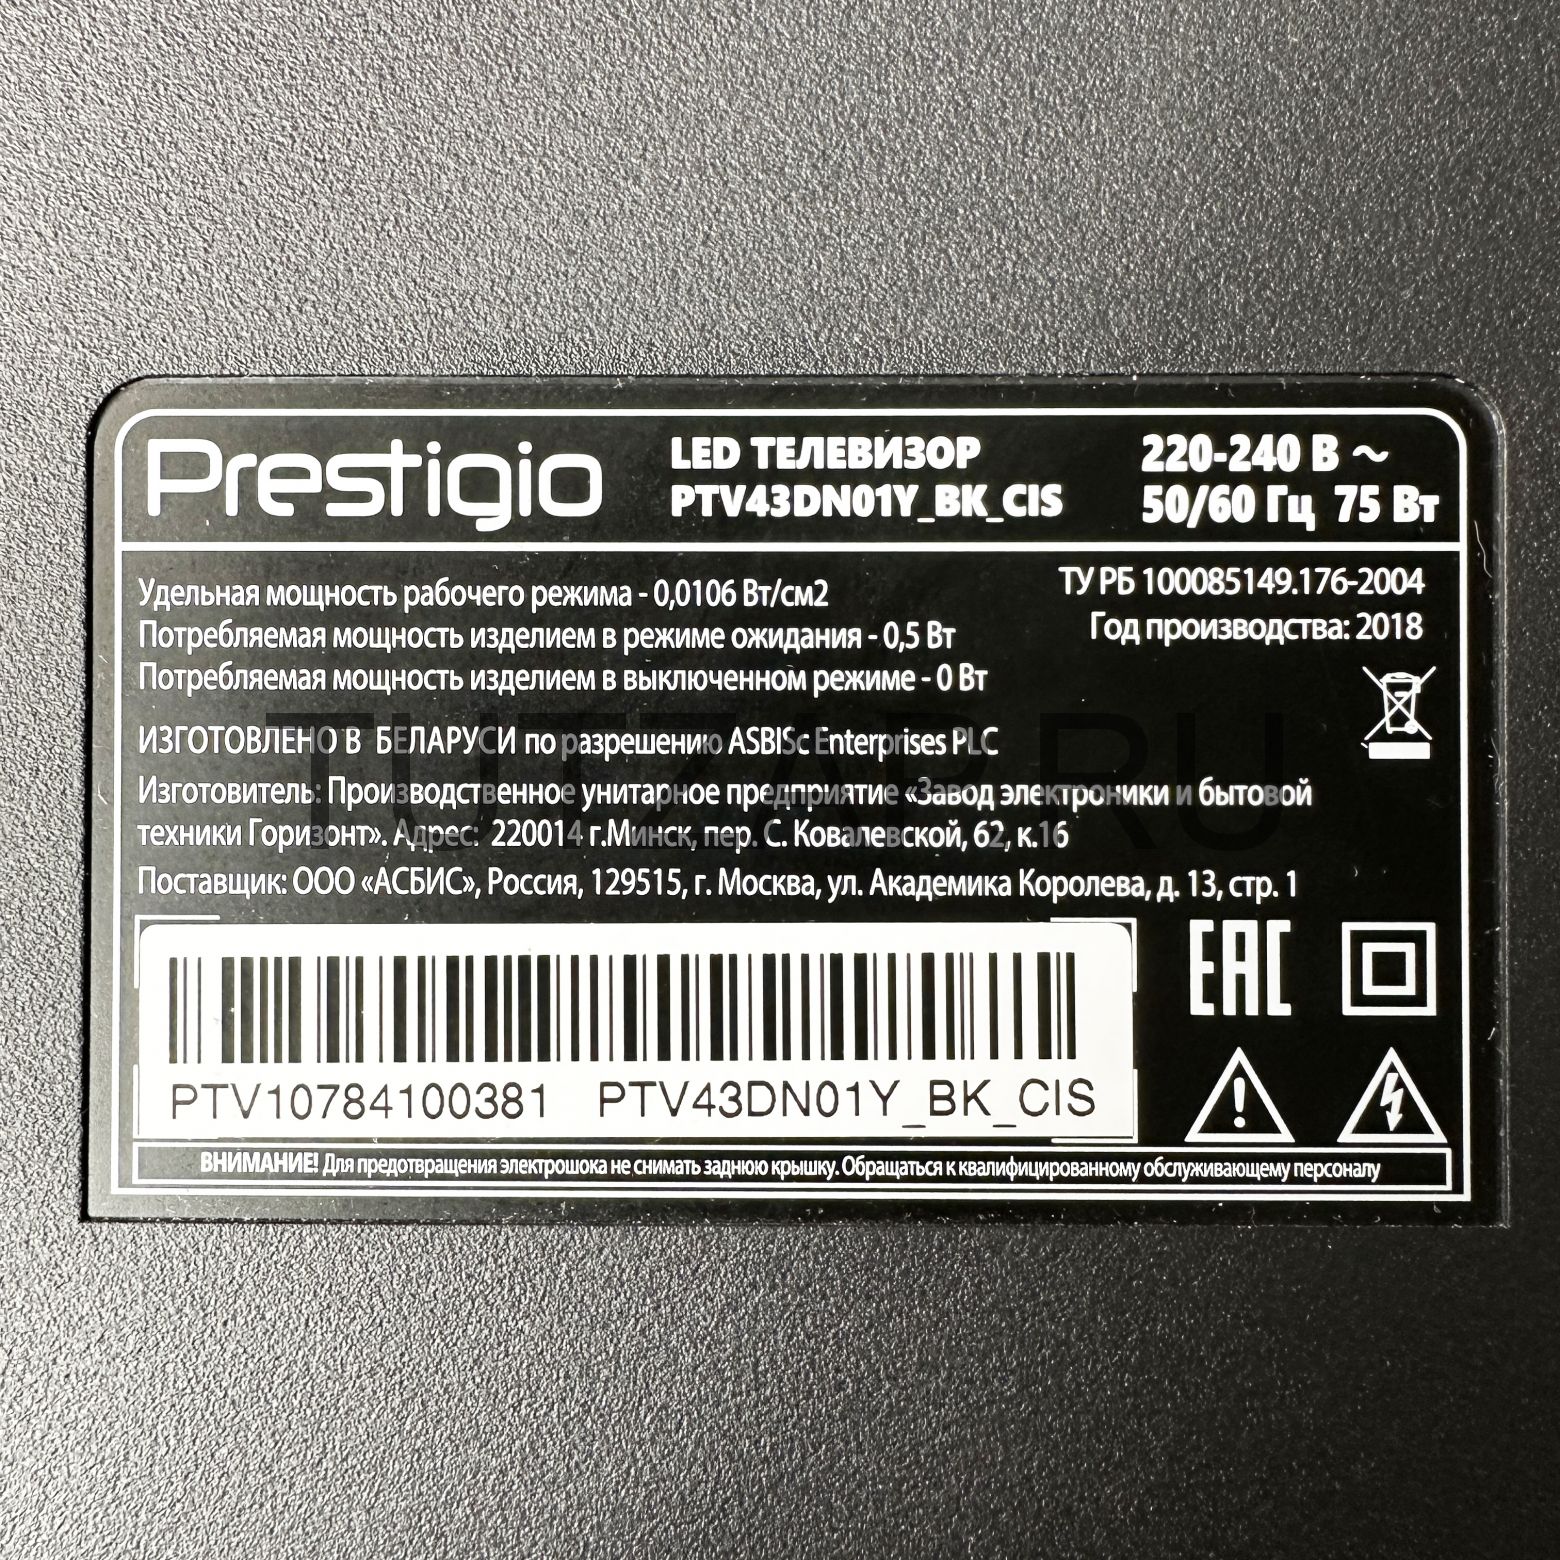 Prestigio
LED ТЕЛЕВИЗОР
PTV43DN01Y_BK_CIS
220-240 В ~
50/60 Гц 75 Вт
Удельная мощность рабочего режима - 0,0106 Вт/см2
Потребляемая мощность изделием в режиме ожидания - 0,5 Вт
Потребляемая мощность изделием в выключенном режиме - 0 Вт
ТУ РБ 100085149.176-2004
Год производства: 2018
ИЗГОТОВЛЕНО В БЕЛАРУСИ по разрешению ASBISc Enterprises PLC
Изготовитель: Производственное унитарное предприятие «Завод электроники и бытовой
техники Горизонт». Адрес: 220014 г.Минск, пер. С. Ковалевской, 62, к.16
Поставщик: ООО «АСБИС», Россия, 129515, г. Москва, ул. Академика Королева, д. 13, стр. 1
TUTZAP.RU
EAC
PTV10784100381 PTV43DN01Y_BK_CIS
ВНИМАНИЕ! Для предотвращения электрошока не снимать заднюю крышку. Обращаться к квалифицированному обслуживающему персоналу